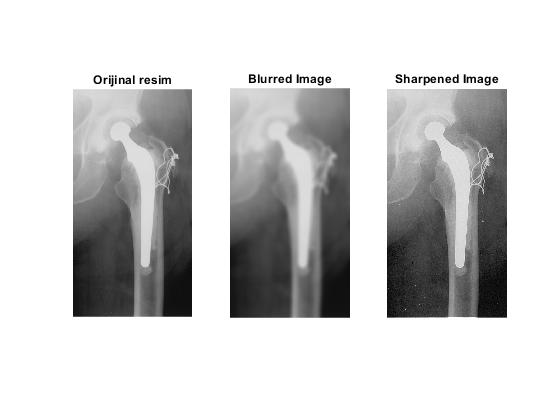 Orijinal resim
Blurred Image
Sharpened Image